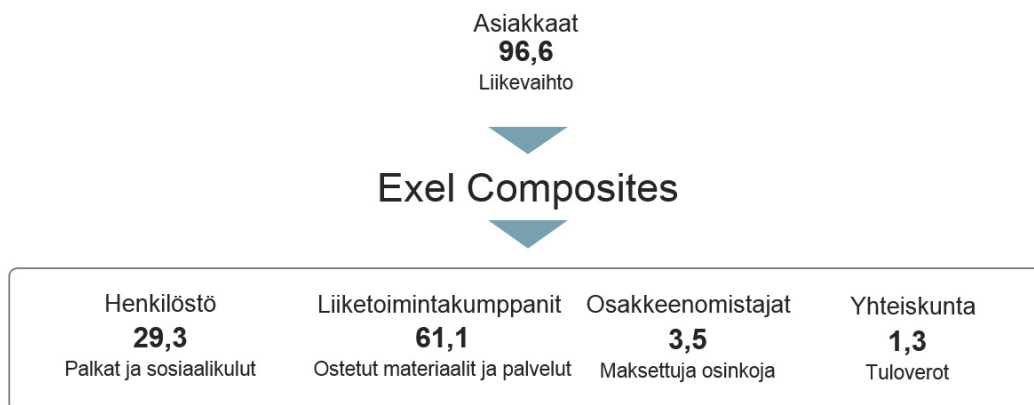 Asiakkaat
96,6
Liikevaihto
Exel Composites
Henkilöstö
29,3
Palkat ja sosiaalikulut
Liiketoimintakumppanit
61,1
Ostetut materiaalit ja palvelut
Osakkeenomistajat
3,5
Maksettuja osinkoja
Yhteiskunta
1,3
Tuloverot